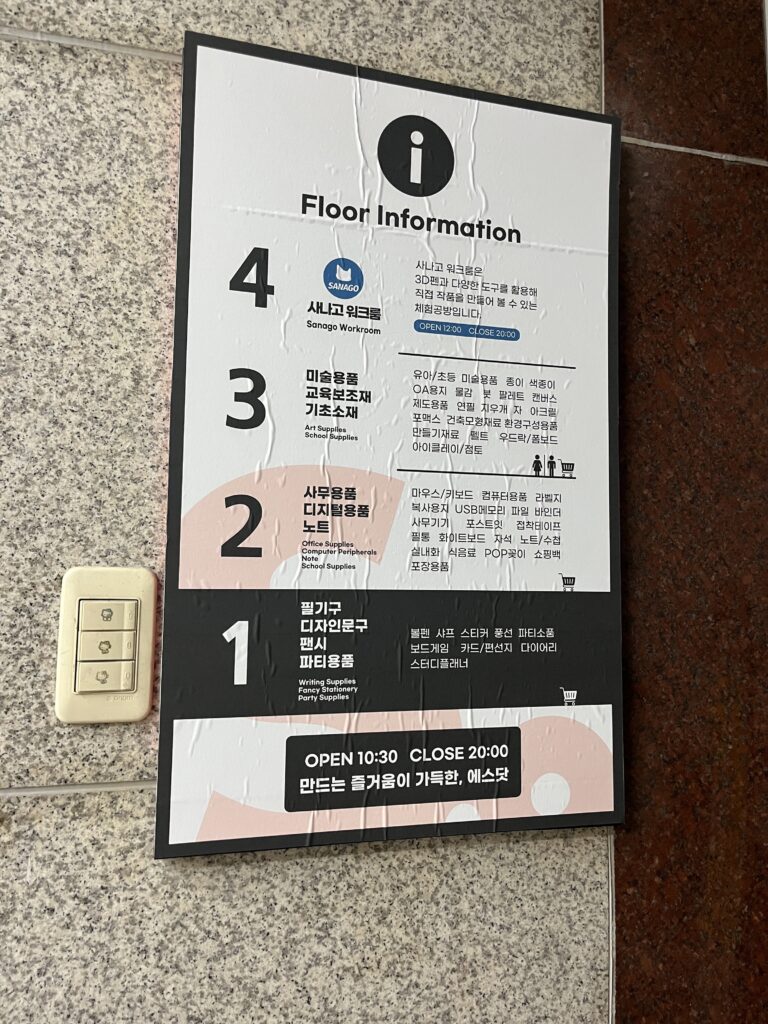 i
Floor Information
4
SANAGO
사나고 워크룸
Sanago Workroom
사나고 워크룸은
3D펜과 다양한 도구를 활용해
직접 작품을 만들어 볼 수 있는
체험공방입니다.
OPEN 12:00 CLOSE 20:00
3
미술용품
교육보조재
기초소재
Art Supplies
School Supplies
유아/초등 미술용품 종이 색종이
OA용지 물감 붓 팔레트 캔버스
제도용품 연필 지우개 자 아크릴
포맥스 건축모형재료 환경구성용품
만들기재료 펠트 우드락/폼보드
아이클레이/점토
2
사무용품
디지털용품
노트
Office Supplies
Computer Peripherals
Note
School Supplies
마우스/키보드 컴퓨터용품 라벨지
복사용지 USB메모리 파일 바인더
사무기기 포스트잇 접착테이프
필통 화이트보드 자석 노트/수첩
실내화 식음료 POP꽂이 쇼핑백
포장용품
1
필기구
디자인문구
팬시
파티용품
Writing Supplies
Fancy Stationery
Party Supplies
볼펜 샤프 스티커 풍선 파티소품
보드게임 카드/편선지 다이어리
스터디플래너
OPEN 10:30 CLOSE 20:00
만드는 즐거움이 가득한, 에스닷